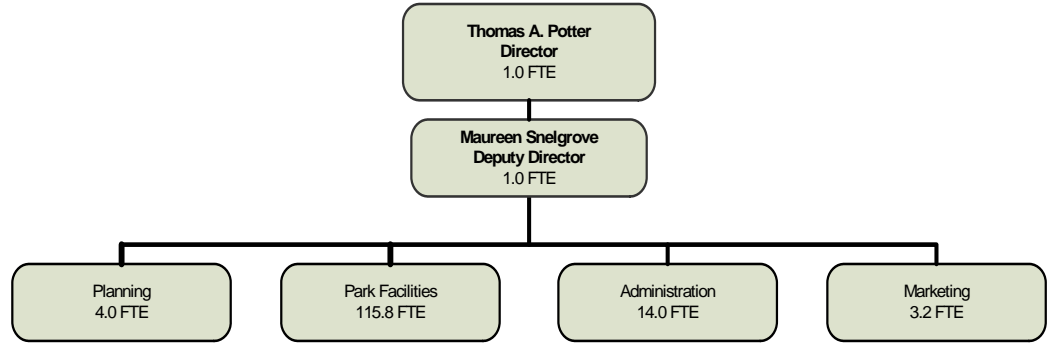 Thomas A. Potter
Director
1.0 FTE
Maureen Snelgrove
Deputy Director
1.0 FTE
Planning
4.0 FTE
Park Facilities
115.8 FTE
Administration
14.0 FTE
Marketing
3.2 FTE